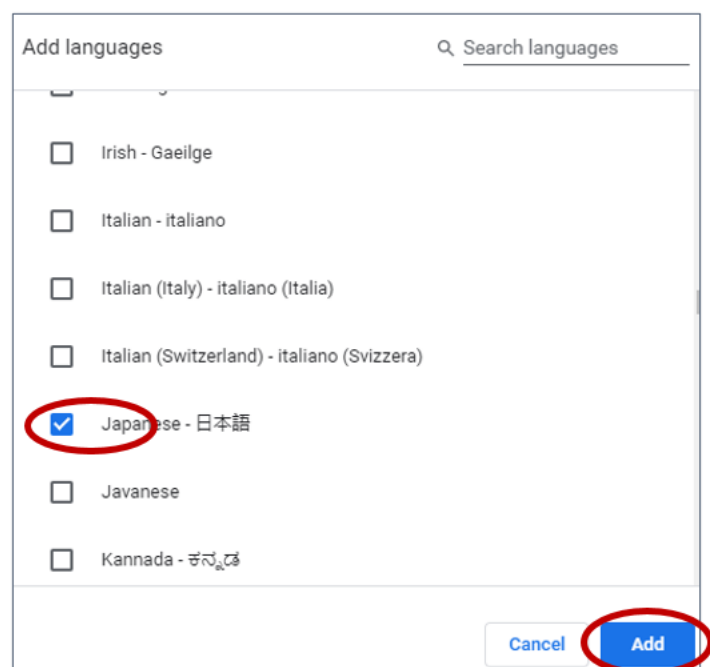 Add languages
Search languages
Irish - Gaeilge
Italian - italiano
Italian (Italy) - italiano (Italia)
Italian (Switzerland) - italiano (Svizzera)
Japanese - 日本語
Javanese
Kannada - ಕನ್ನಡ
Cancel
Add